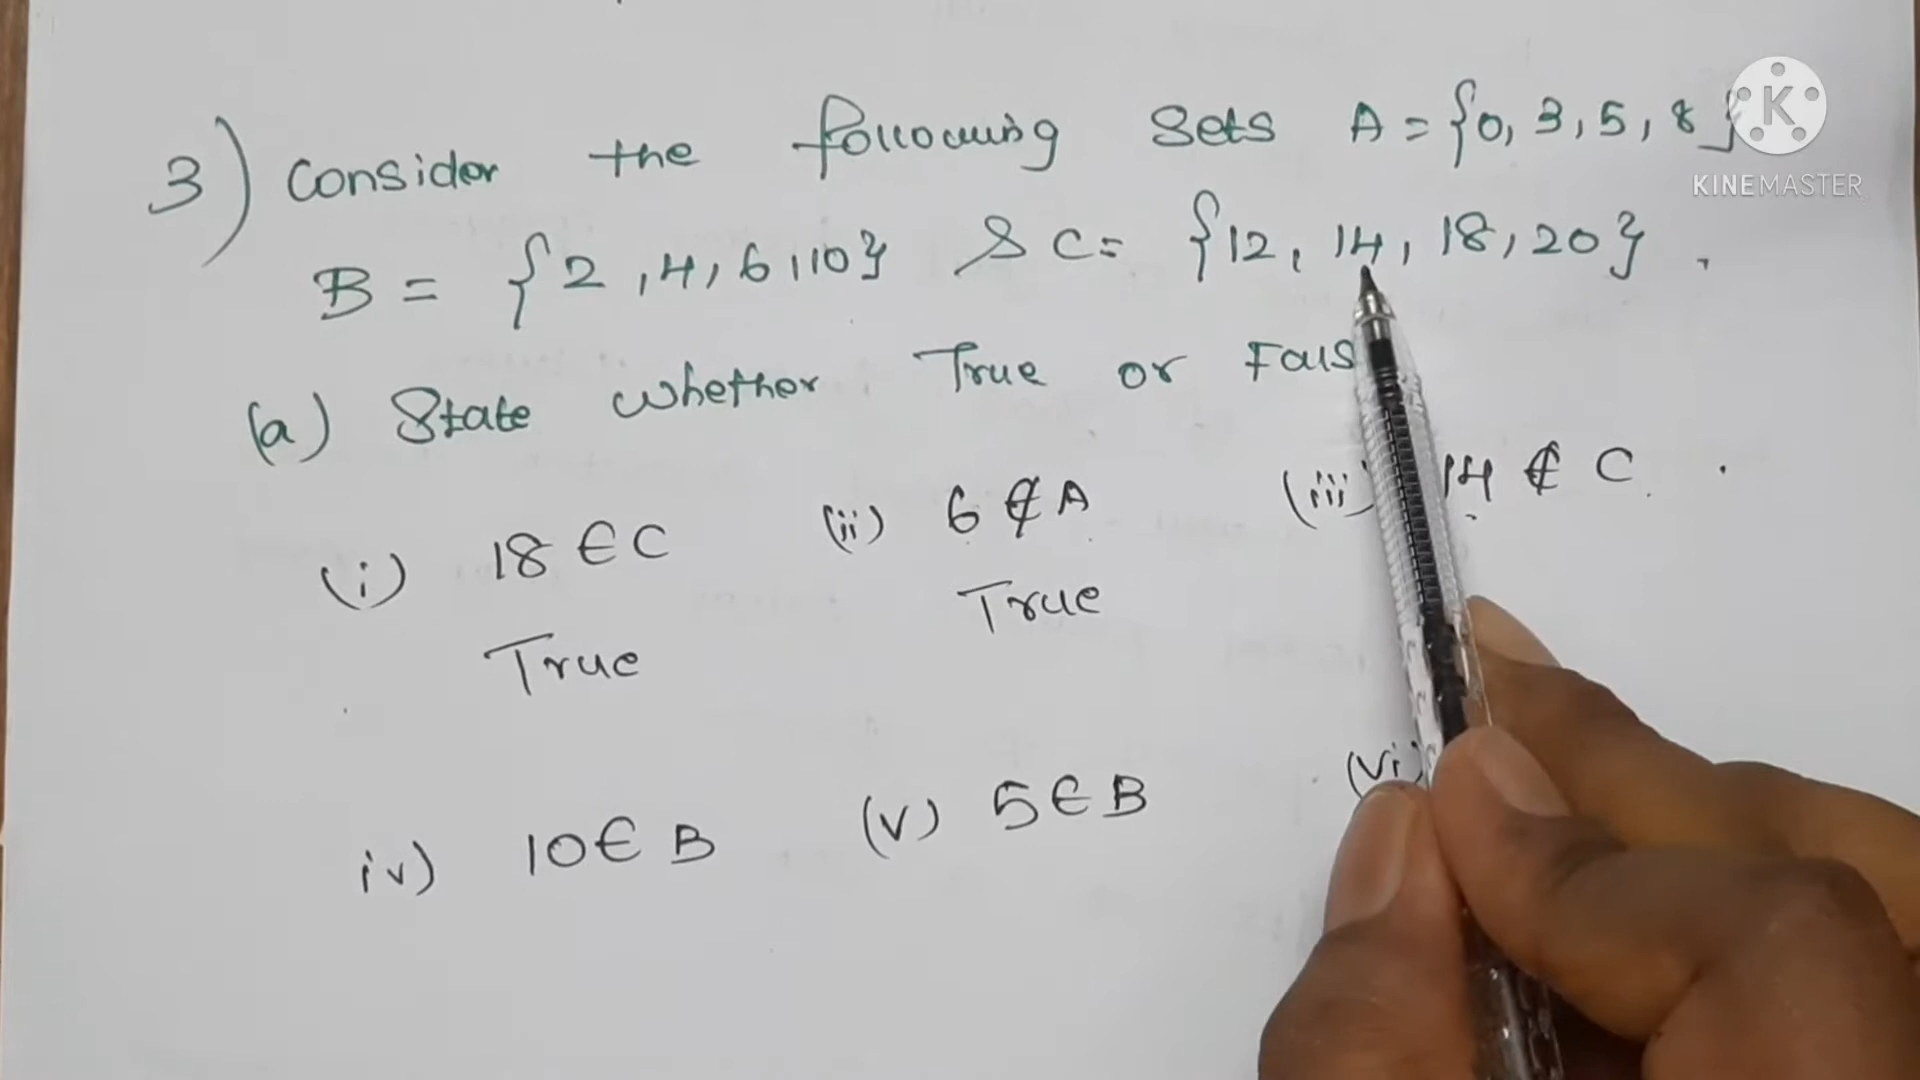 3) Consider the following sets A = {0, 3, 5, 8}
B = {2, 4, 6, 10} & C = {12, 14, 18, 20}.
(a) State whether True or Fals
(i) 18 ∈ C (ii) 6 ∉ A (iii) 14 ∉ C.
True True
iv) 10 ∈ B (v) 5 ∈ B (vi)
K
KINEMASTER